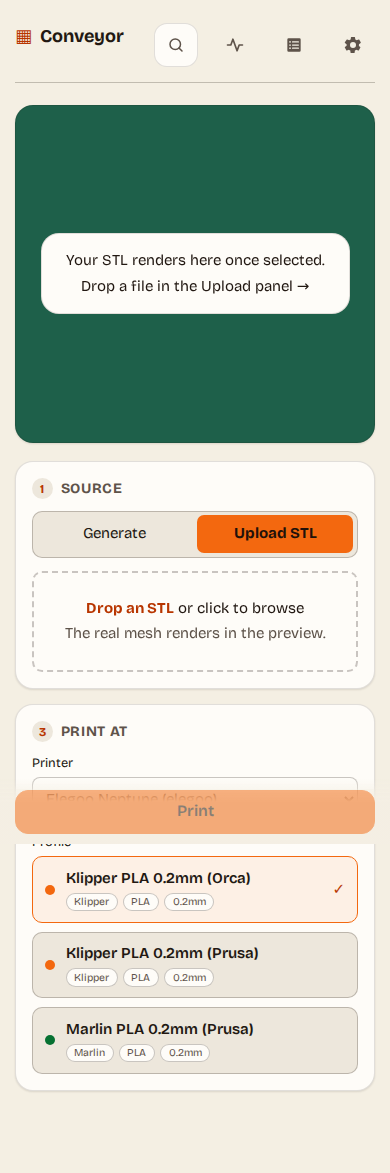 Conveyor
Your STL renders here once selected.
Drop a file in the Upload panel →
1 SOURCE
Generate
Upload STL
Drop an STL or click to browse
The real mesh renders in the preview.
3 PRINT AT
Printer
Print
Profile
Klipper PLA 0.2mm (Orca)
✓
Klipper PLA 0.2mm
Klipper PLA 0.2mm (Prusa)
Klipper PLA 0.2mm
Marlin PLA 0.2mm (Prusa)
Marlin PLA 0.2mm